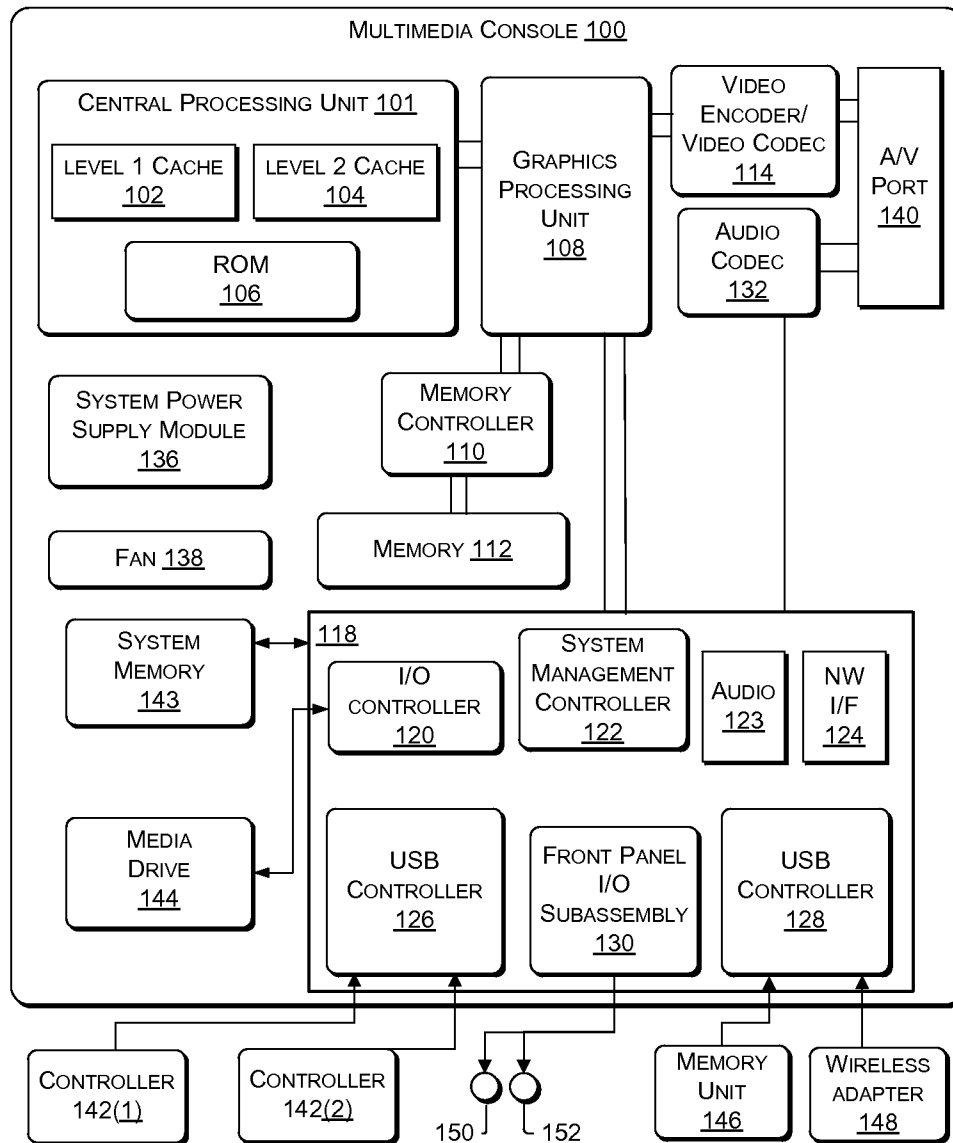 MULTIMEDIA CONSOLE 100
CENTRAL PROCESSING UNIT 101
LEVEL 1 CACHE
102
LEVEL 2 CACHE
104
ROM
106
GRAPHICS
PROCESSING
UNIT
108
VIDEO
ENCODER/
VIDEO CODEC
114
A/V
PORT
140
AUDIO
CODEC
132
SYSTEM POWER
SUPPLY MODULE
136
MEMORY
CONTROLLER
110
FAN 138
MEMORY 112
SYSTEM
MEMORY
143
118
I/O
CONTROLLER
120
SYSTEM
MANAGEMENT
CONTROLLER
122
AUDIO
123
NW
I/F
124
MEDIA
DRIVE
144
USB
CONTROLLER
126
FRONT PANEL
I/O
SUBASSEMBLY
130
USB
CONTROLLER
128
CONTROLLER
142(1)
CONTROLLER
142(2)
150
152
MEMORY
UNIT
146
WIRELESS
ADAPTER
148